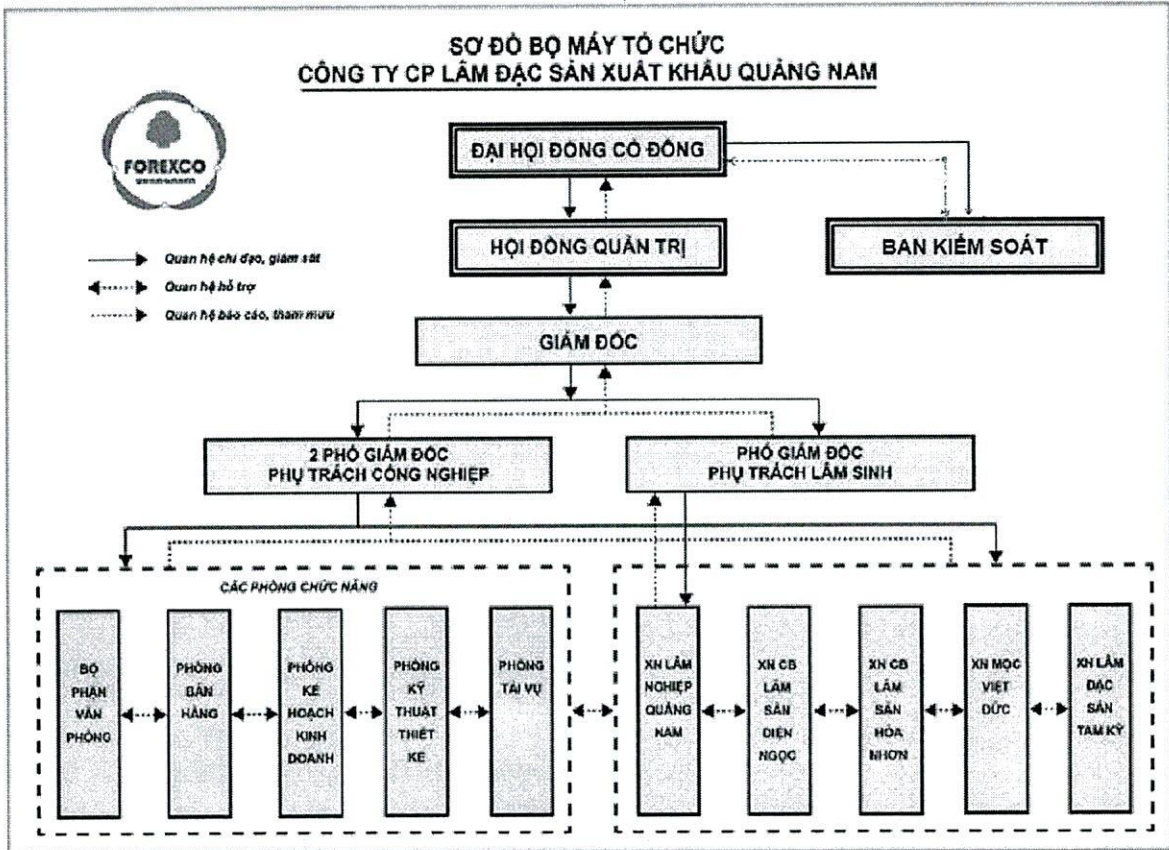 SƠ ĐỒ BỘ MÁY TỔ CHỨC
CÔNG TY CP LÂM ĐẶC SẢN XUẤT KHẨU QUẢNG NAM
FOREXCO
ĐẠI HỘI ĐỒNG CỔ ĐÔNG
HỘI ĐỒNG QUẢN TRỊ
BAN KIỂM SOÁT
Quan hệ chỉ đạo, giám sát
Quan hệ hỗ trợ
Quan hệ báo cáo, tham mưu
GIÁM ĐỐC
2 PHÓ GIÁM ĐỐC
PHỤ TRÁCH CÔNG NGHIỆP
PHÓ GIÁM ĐỐC
PHỤ TRÁCH LÂM SINH
CÁC PHÒNG CHỨC NĂNG
BỘ
PHẬN
VĂN
PHÒNG
PHÒNG
BÁN
HÀNG
PHÒNG
KẾ
HOẠCH
KINH
DOANH
PHÒNG
KỸ
THUẬT
THIẾT
KẾ
PHÒNG
TÀI VỤ
XN LÂM
NGHIỆP
QUẢNG
NAM
XN CB
LÂM
SẢN
ĐIỆN
NGỌC
XN CB
LÂM
SẢN
HÒA
NHƠN
XN MỘC
VIỆT
ĐỨC
XN LÂM
ĐẶC
SẢN
TAM KỲ